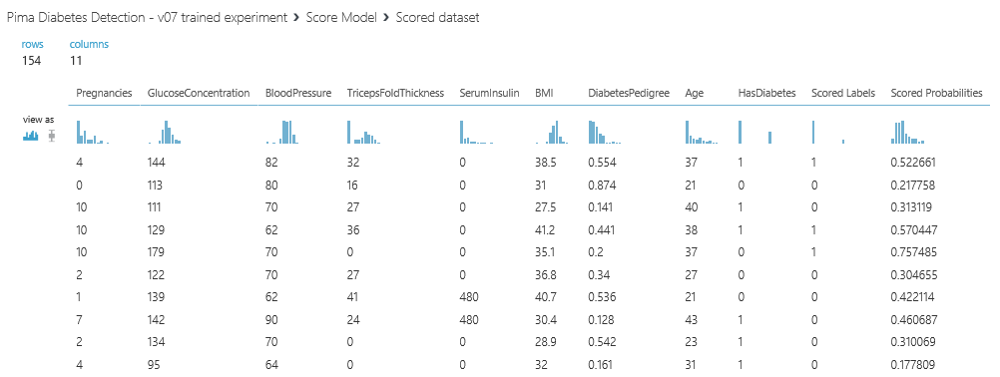 Pima Diabetes Detection - v07 trained experiment › Score Model › Scored dataset
rows columns
154 11
Pregnancies GlucoseConcentration BloodPressure TricepsFoldThickness SerumInsulin BMI DiabetesPedigree Age HasDiabetes Scored Labels Scored Probabilities
view as
4 144 82 32 0 38.5 0.554 37 1 1 0.522661
0 113 80 16 0 31 0.874 21 0 0 0.217758
10 111 70 27 0 27.5 0.141 40 1 0 0.313119
10 129 62 36 0 41.2 0.441 38 1 1 0.570447
10 179 70 0 0 35.1 0.2 37 0 1 0.757485
2 122 70 27 0 36.8 0.34 27 0 0 0.304655
1 139 62 41 480 40.7 0.536 21 0 0 0.422114
7 142 90 24 480 30.4 0.128 43 1 0 0.460687
2 134 70 0 0 28.9 0.542 23 1 0 0.310069
4 95 64 0 0 32 0.161 31 1 0 0.177809